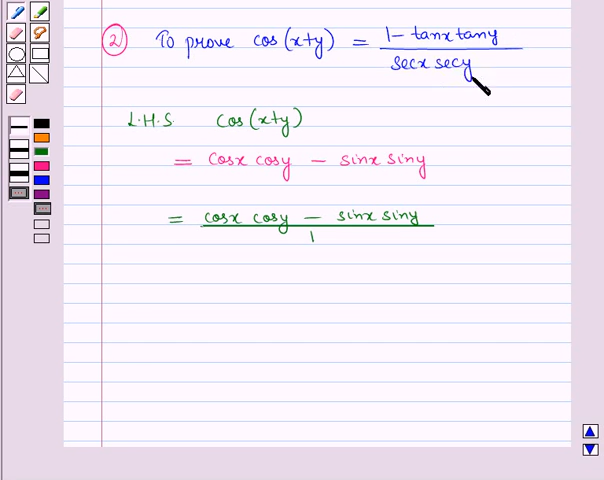 2 To prove cos(x+y) = 1 - tanx tany / secx secy
L.H.S cos(x+y)
= cosx cosy - sinx siny
= cosx cosy - sinx siny / 1